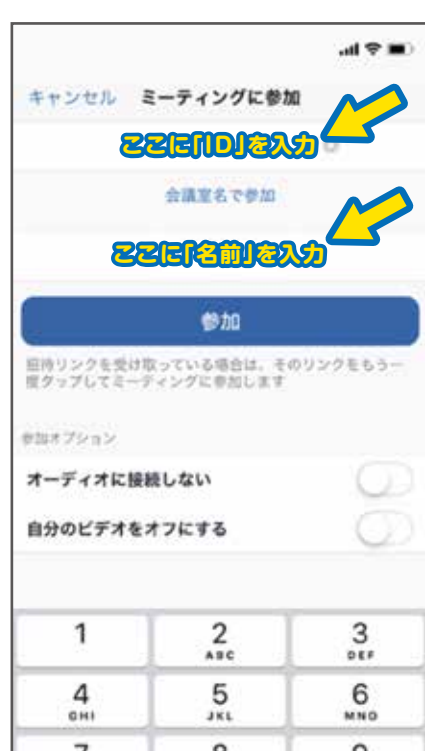 キャンセル ミーティングに参加
ここに「ID」を入力
会議室名で参加
ここに「名前」を入力
参加
招待リンクを受け取っている場合は、そのリンクをもう一
度タップしてミーティングに参加します
参加オプション
オーディオに接続しない
自分のビデオをオフにする
1 2 3
ABC DEF
4 5 6
GHI JKL MNO